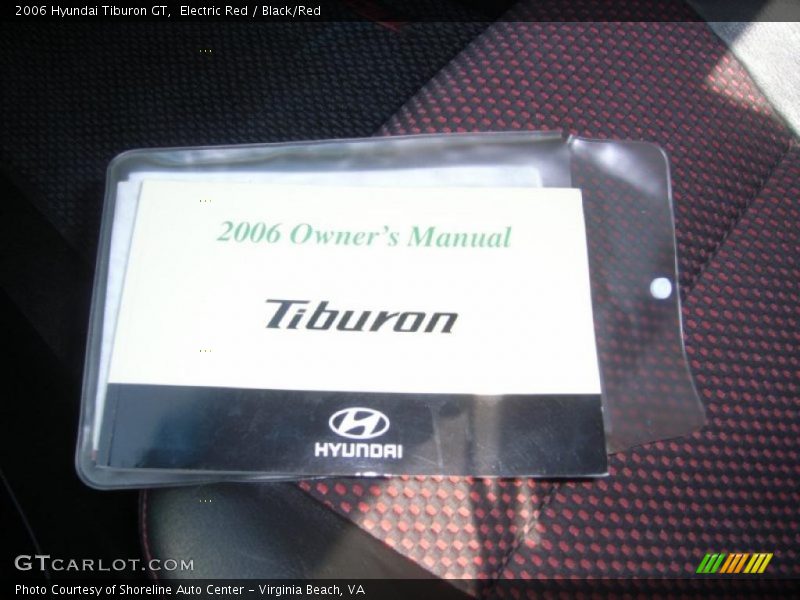 2006 Hyundai Tiburon GT,  Electric Red / Black/Red
2006 Owner's Manual
Tiburon
HYUNDAI
GTCARLOT.COM
Photo Courtesy of Shoreline Auto Center - Virginia Beach, VA